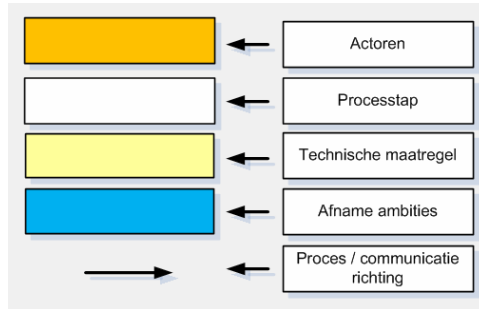 Actoren
Processtap
Technische maatregel
Afname ambities
Proces / communicatie
richting